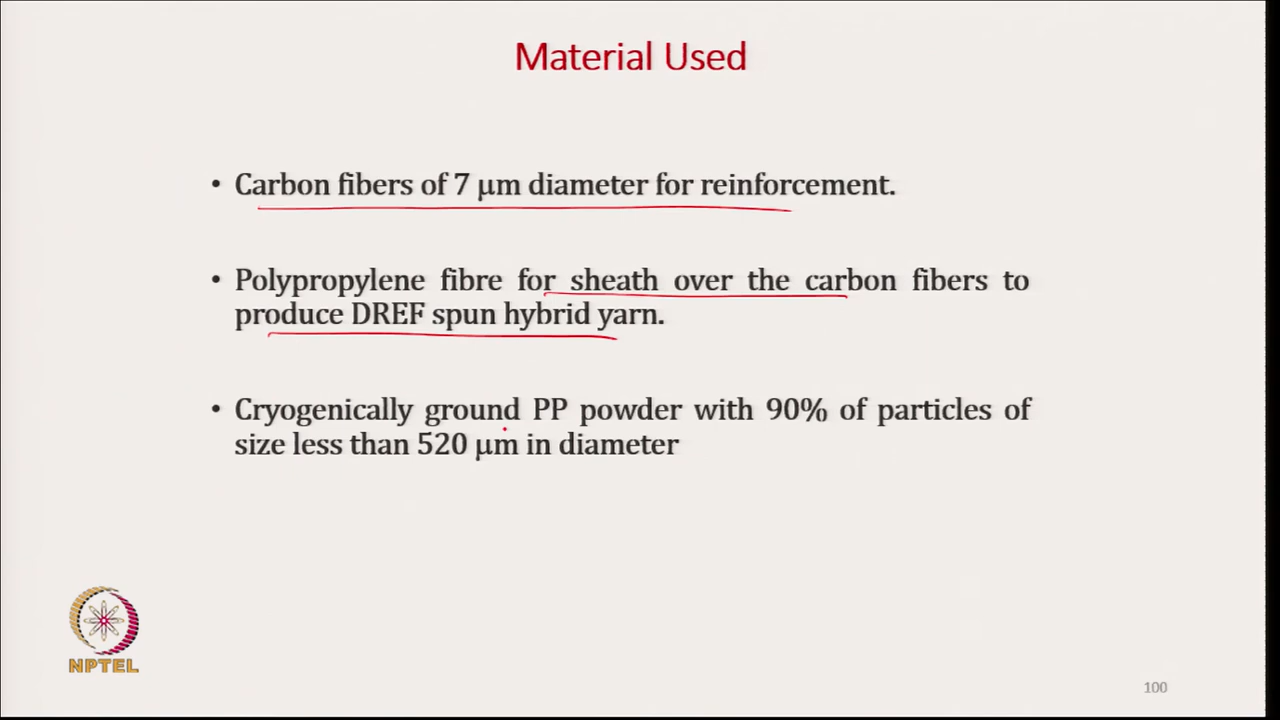 Material Used
• Carbon fibers of 7 µm diameter for reinforcement.
• Polypropylene fibre for sheath over the carbon fibers to
produce DREF spun hybrid yarn.
• Cryogenically ground PP powder with 90% of particles of
size less than 520 µm in diameter
NPTEL
100